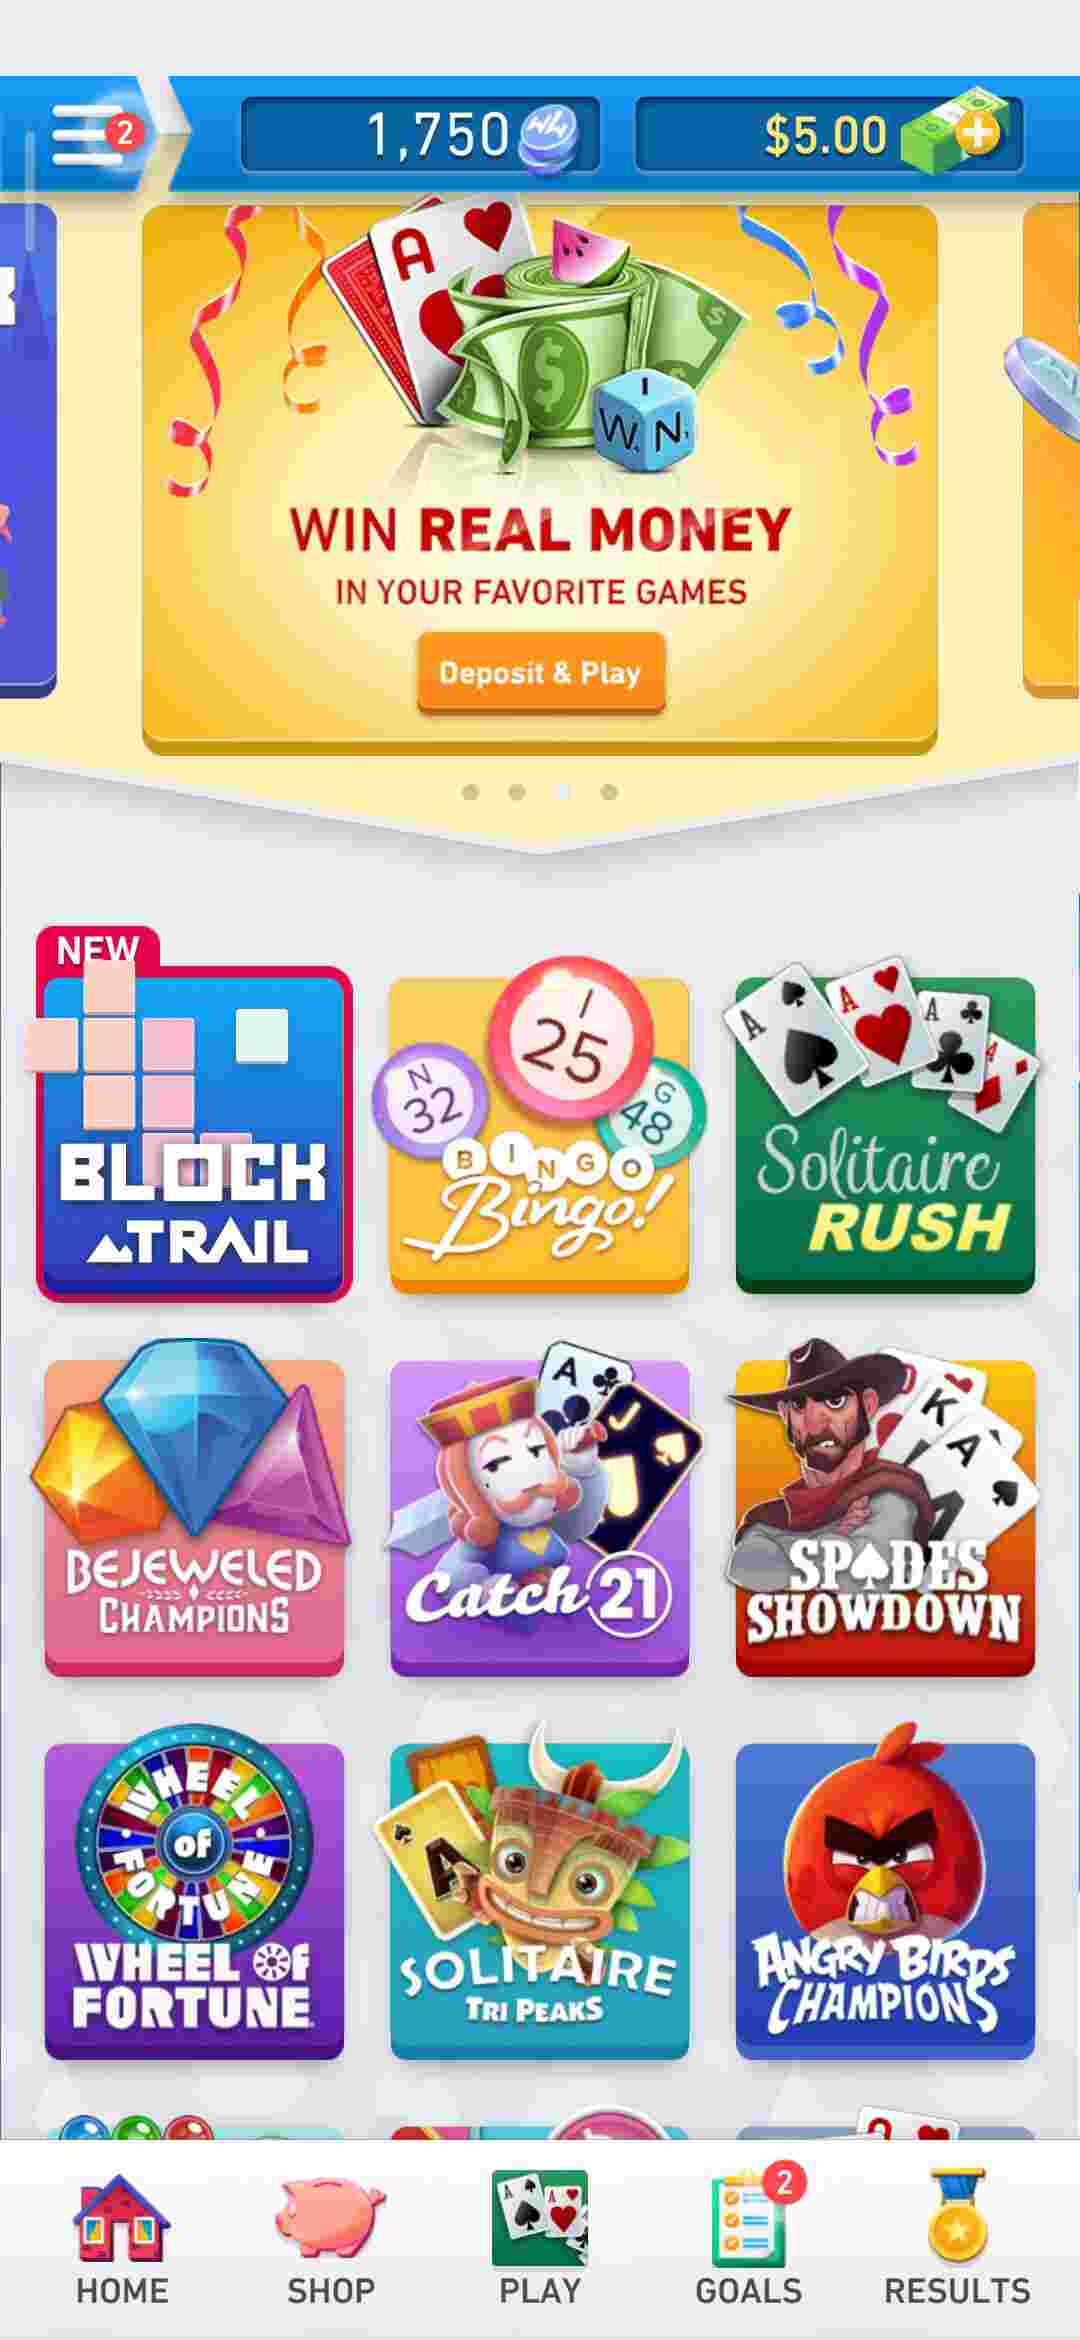 2
1,750
$5.00
A
I
W N
WIN REAL MONEY
IN YOUR FAVORITE GAMES
Deposit & Play
NEW
BLOCK
TRAIL
I
25
N
32
G
48
BINGO
Bingo!
A
A
A
4
Solitaire
RUSH
BEJEWELED
CHAMPIONS
A
J
Catch 21
K
A
SPADES
SHOWDOWN
WHEEL
OF
FORTUNE
WHEEL OF
FORTUNE
A
SOLITAIRE
TRI PEAKS
ANGRY BIRDS
CHAMPIONS
Q
A
A
2
HOME
SHOP
PLAY
GOALS
RESULTS